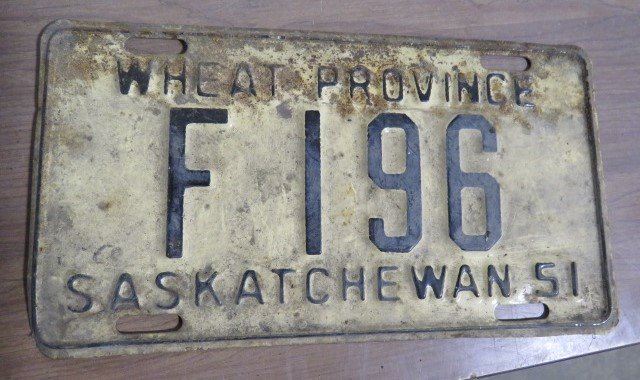 WHEAT PROVINCE
F 196
SASKATCHEWAN 51